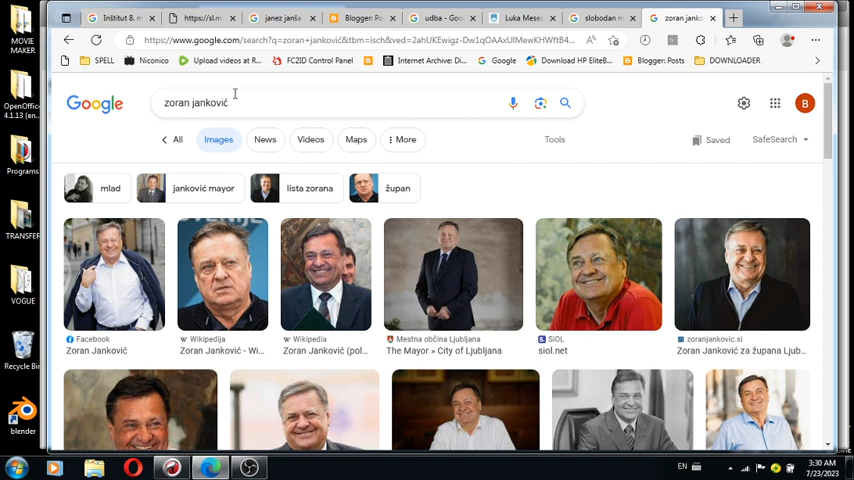 MOVIE
MAKER
OpenOffic...
4.1.13 (en...
Programs
TRANSFER
VOGUE
Recycle Bin
blender
Inštitut 8. m
https://sl.m
janez janša
Blogger: Po
udba - Goo
Luka Mesec
slobodan m
zoran janko
https://www.google.com/search?q=zoran+janković&tbm=isch&ved=2ahUKEwigz-Dw1qOAAxUIMewKHWftB4...
SPELL
Niconico
Upload videos at R...
FC2ID Control Panel
Internet Archive: Di...
Google
Download HP EliteB...
Blogger: Posts
DOWNLOADER
Google
zoran janković
B
All
Images
News
Videos
Maps
More
Tools
Saved
SafeSearch
mlad
janković mayor
lista zorana
župan
Facebook
Zoran Janković
Wikipedija
Zoran Janković - Wi...
Wikipedia
Zoran Janković (pol...
Mestna občina Ljubljana
The Mayor » City of Ljubljana
SiOL
siol.net
zoranjankovic.si
Zoran Janković za župana Ljub...
EN
3:30 AM
7/23/2023